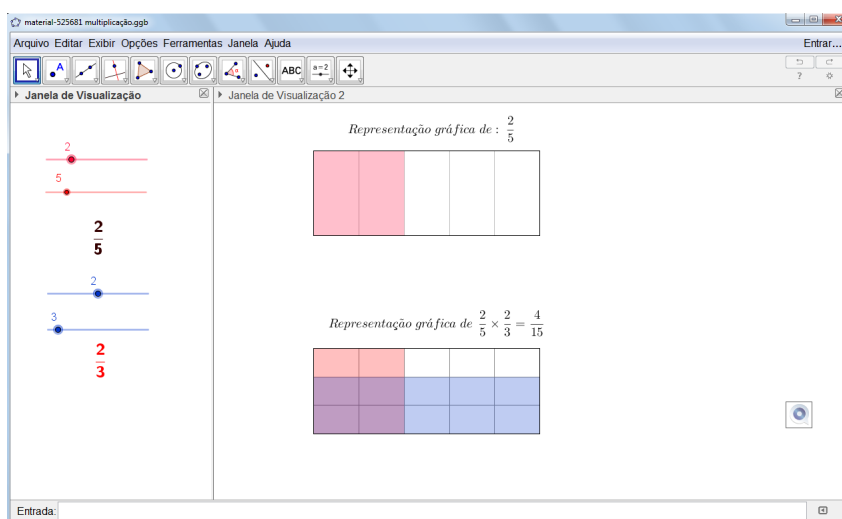 material-525681 multiplicação.ggb
Arquivo Editar Exibir Opções Ferramentas Janela Ajuda
Entrar...
A
ABC
a=2
?
Janela de Visualização
Janela de Visualização 2
2
5
2
5
2
3
2
3
Representação gráfica de : 2/5
Representação gráfica de 2/5 × 2/3 = 4/15
Entrada: